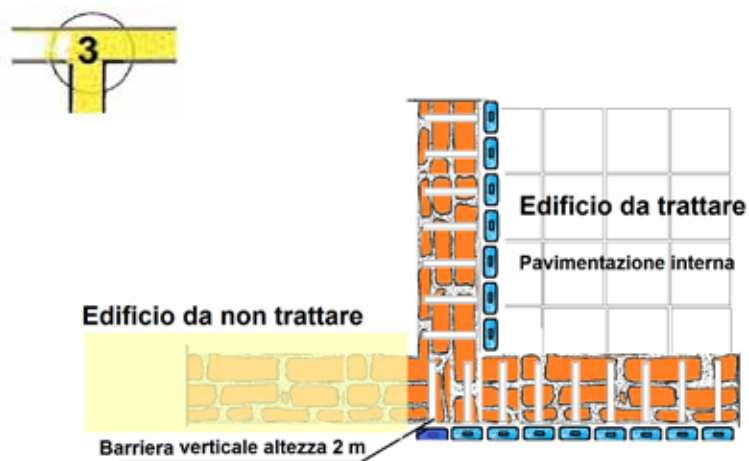 3
Edificio da trattare
Pavimentazione interna
Edificio da non trattare
Barriera verticale altezza 2 m